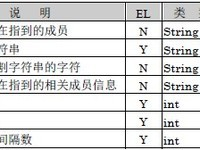 说 明 EL 类
在指到的成员 N String
符串 Y String
割字符串的字符 N String
在指到的相关成员信息 N String
Y int
Y int
间隔数 Y int